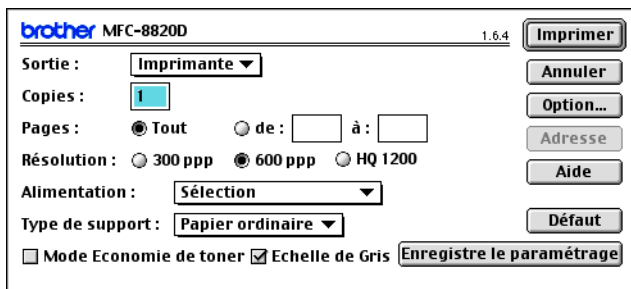 brother MFC-8820D 1.6.4 Imprimer
Sortie : Imprimante Annuler
Copies : 1 Option...
Pages : Tout de : à : Adresse
Résolution : 300 ppp 600 ppp HQ 1200 Aide
Alimentation : Sélection
Type de support : Papier ordinaire Défaut
Mode Economie de toner Echelle de Gris Enregistre le paramétrage